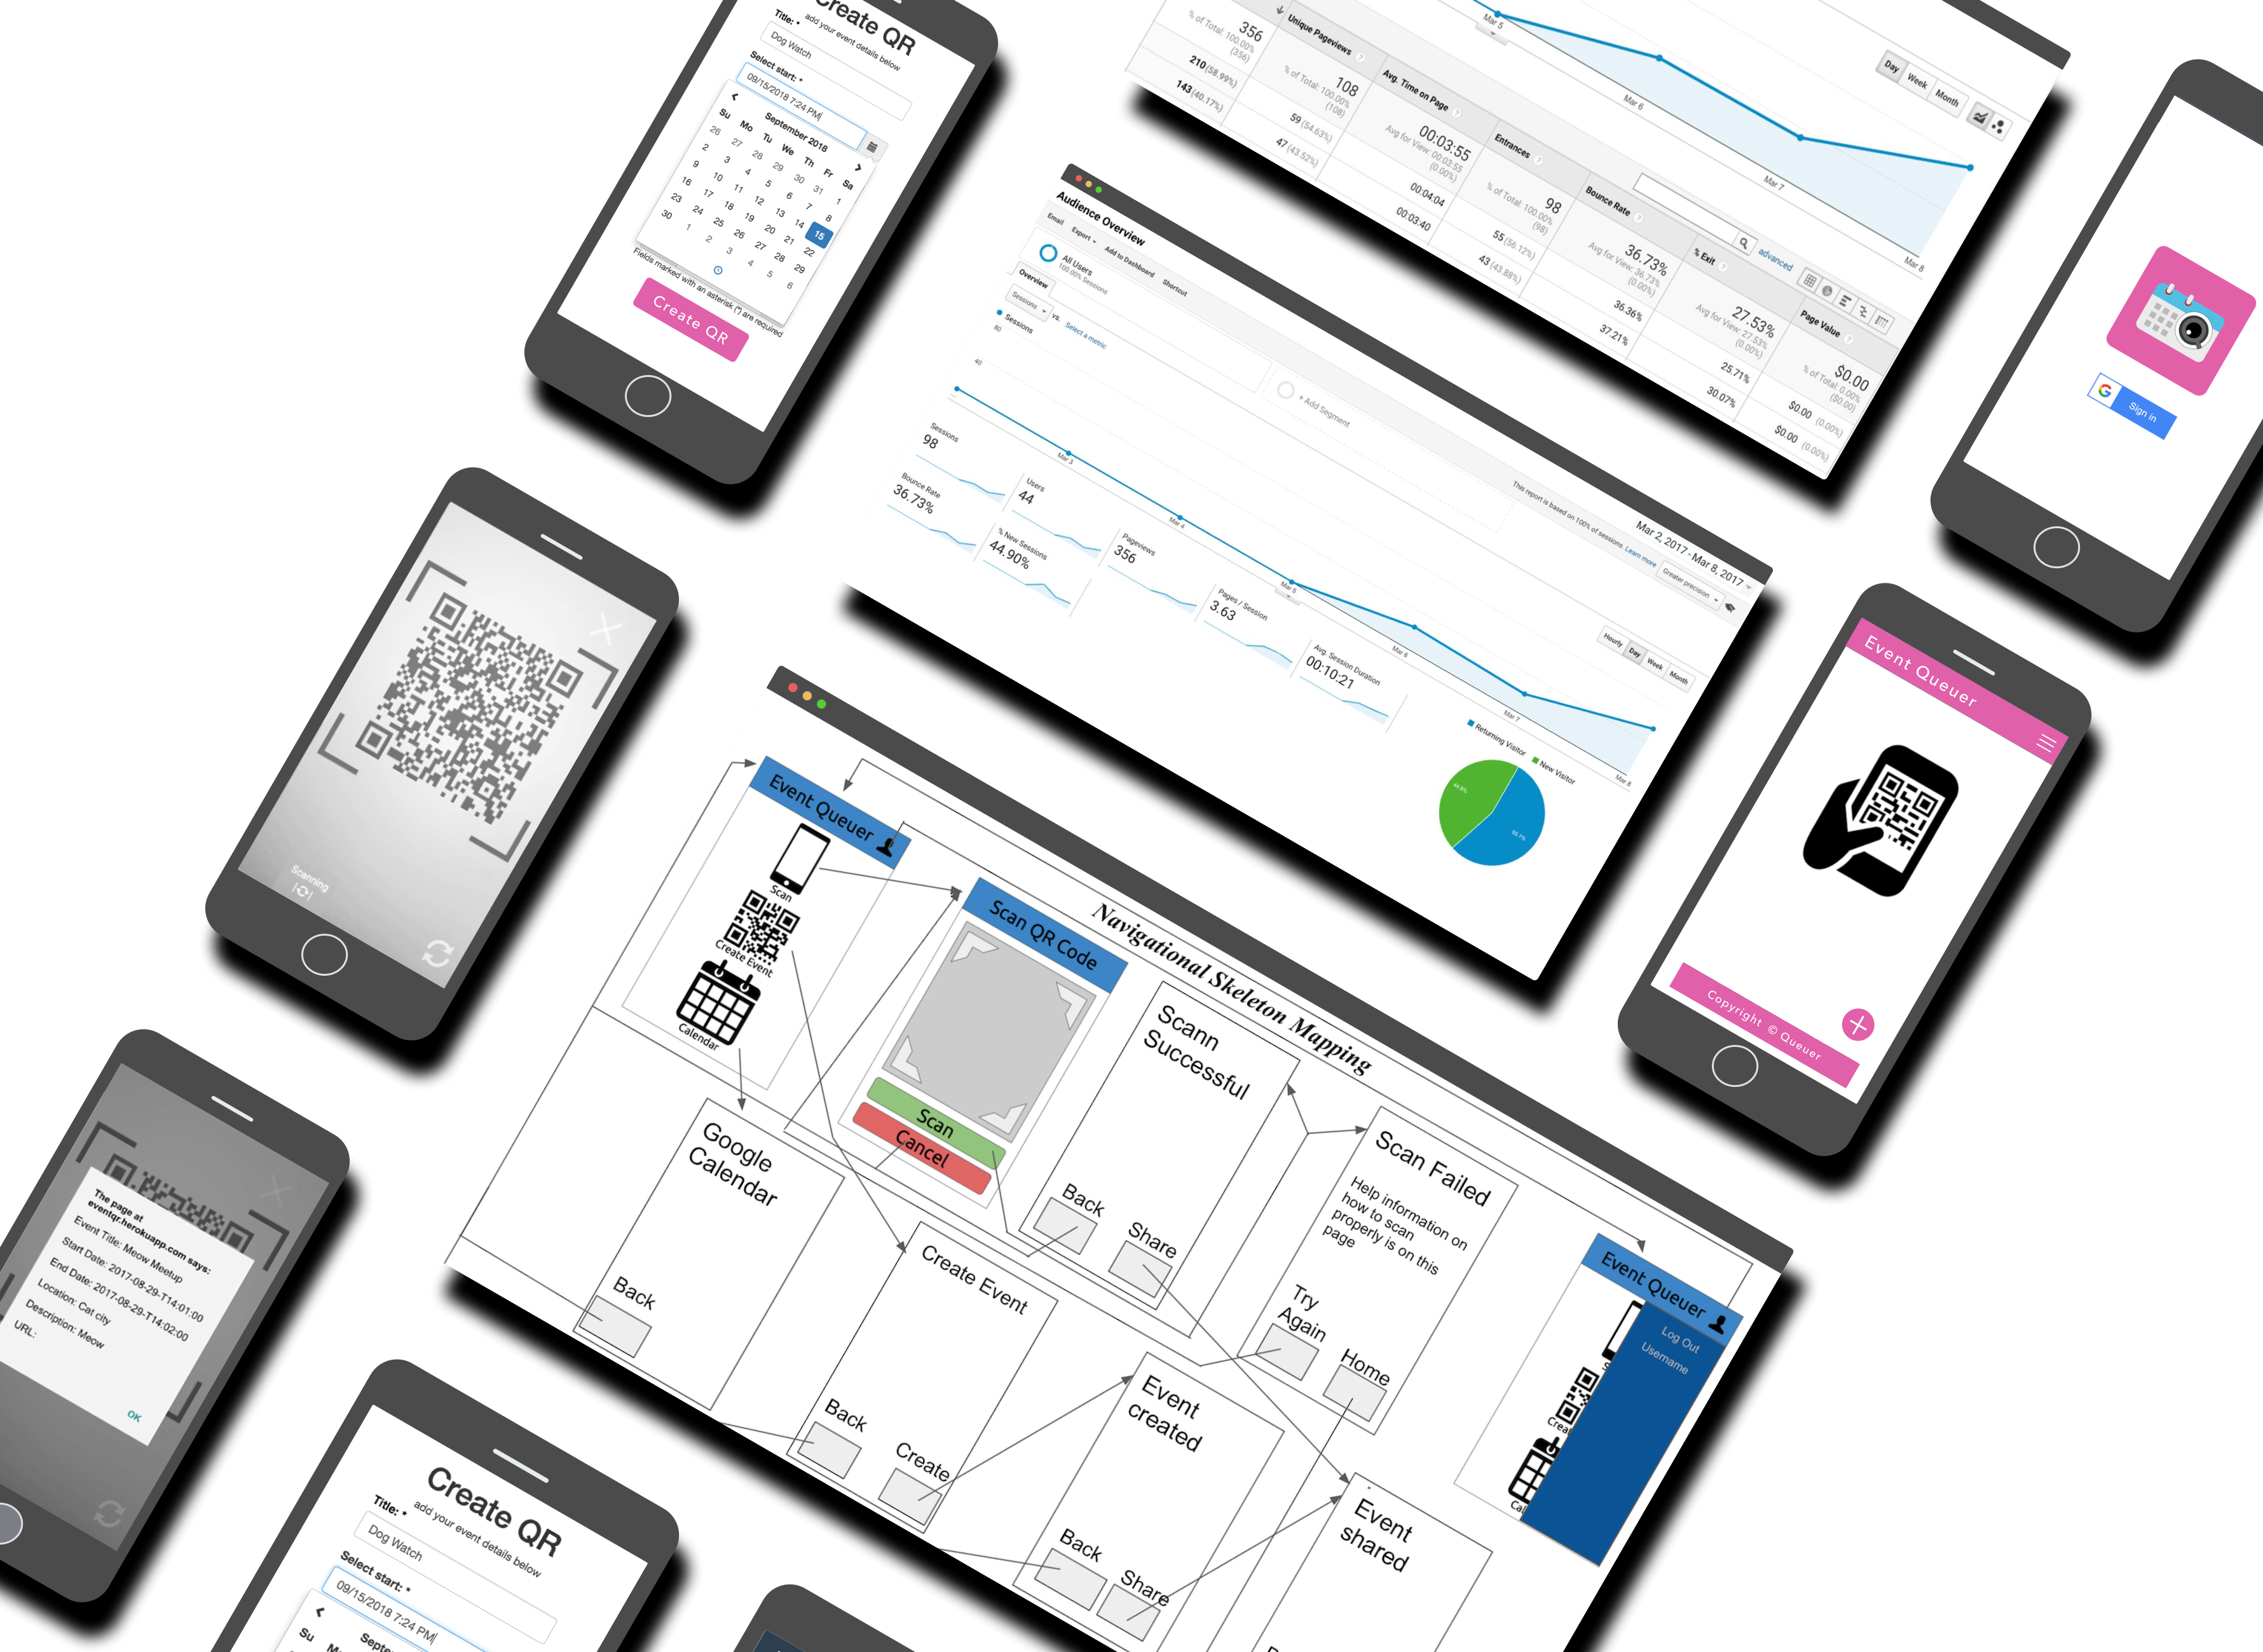 Create QR
add your event details below
Title: *
Dog Watch
Select start: *
09/15/2018 7:24 PM
September 2018
Su Mo Tu We Th Fr Sa
26 27 28 29 30 31 1
2 3 4 5 6 7 8
9 10 11 12 13 14 15
16 17 18 19 20 21 22
23 24 25 26 27 28 29
30 1 2 3 4 5 6
Fields marked with an asterisk (*) are required
Create QR
Mar 5
Mar 6
Mar 7
Mar 8
Day Week Month
advanced
Unique Pageviews
Avg. Time on Page
Entrances
Bounce Rate
% Exit
Page Value
356
% of Total: 100.00% (356)
108
% of Total: 100.00% (108)
00:03:55
Avg for View: 00:03:55 (0.00%)
98
% of Total: 100.00% (98)
36.73%
Avg for View: 36.73% (0.00%)
27.53%
Avg for View: 27.53% (0.00%)
$0.00
% of Total: 0.00% ($0.00)
210 (58.99%)
59 (54.63%)
00:04:04
55 (56.12%)
36.36%
25.71%
$0.00 (0.00%)
143 (40.17%)
47 (43.52%)
00:03:40
43 (43.88%)
37.21%
30.07%
$0.00 (0.00%)
Sign in
Audience Overview
Email Export Add to Dashboard Shortcut
All Users
100.00% Sessions
+ Add Segment
This report is based on 100% of sessions. Learn more
Mar 2, 2017 - Mar 8, 2017
Greater precision
Overview
Sessions vs. Select a metric
Hourly Day Week Month
Sessions
80
40
Mar 3
Mar 4
Mar 5
Mar 6
Mar 7
Mar 8
Sessions
98
Users
44
Pageviews
356
Pages / Session
3.63
Avg. Session Duration
00:10:21
Bounce Rate
36.73%
% New Sessions
44.90%
Returning Visitor New Visitor
44.9%
55.1%
Event Queuer
Copyright © Queuer
Scanning
Navigational Skeleton Mapping
Event Queuer
Scan
Create Event
Calendar
Scan QR Code
Scan
Cancel
Scann
Successful
Back
Share
Scan Failed
Help information on
how to scan
properly is on this
page
Try
Again
Home
Event Queuer
Log Out
Username
Google
Calendar
Back
Create Event
Back
Create
Event
created
Back
Share
Event
shared
The page at
eventqr.herokuapp.com says:
Event Title: Meow Meetup
Start Date: 2017-08-29-T14:01:00
End Date: 2017-08-29-T14:02:00
Location: Cat city
Description: Meow
URL:
OK
Create QR
add your event details below
Title: *
Dog Watch
Select start: *
09/15/2018 7:24 PM
Su